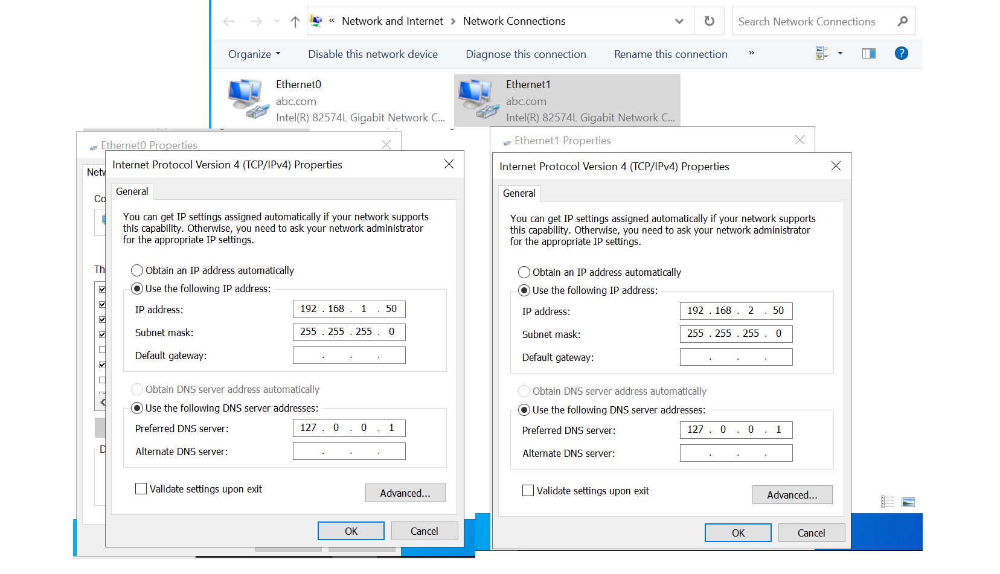 « Network and Internet > Network Connections
Search Network Connections
Organize
Disable this network device
Diagnose this connection
Rename this connection
»
?
Ethernet0
abc.com
Intel(R) 82574L Gigabit Network C...
Ethernet1
abc.com
Intel(R) 82574L Gigabit Network C...
Ethernet0 Properties
Netw
Co
Th
D
Internet Protocol Version 4 (TCP/IPv4) Properties
General
You can get IP settings assigned automatically if your network supports
this capability. Otherwise, you need to ask your network administrator
for the appropriate IP settings.
Obtain an IP address automatically
Use the following IP address:
IP address: 192 . 168 . 1 . 50
Subnet mask: 255 . 255 . 255 . 0
Default gateway: . . .
Obtain DNS server address automatically
Use the following DNS server addresses:
Preferred DNS server: 127 . 0 . 0 . 1
Alternate DNS server: . . .
Validate settings upon exit
Advanced...
OK
Cancel
Ethernet1 Properties
Internet Protocol Version 4 (TCP/IPv4) Properties
General
You can get IP settings assigned automatically if your network supports
this capability. Otherwise, you need to ask your network administrator
for the appropriate IP settings.
Obtain an IP address automatically
Use the following IP address:
IP address: 192 . 168 . 2 . 50
Subnet mask: 255 . 255 . 255 . 0
Default gateway: . . .
Obtain DNS server address automatically
Use the following DNS server addresses:
Preferred DNS server: 127 . 0 . 0 . 1
Alternate DNS server: . . .
Validate settings upon exit
Advanced...
OK
Cancel